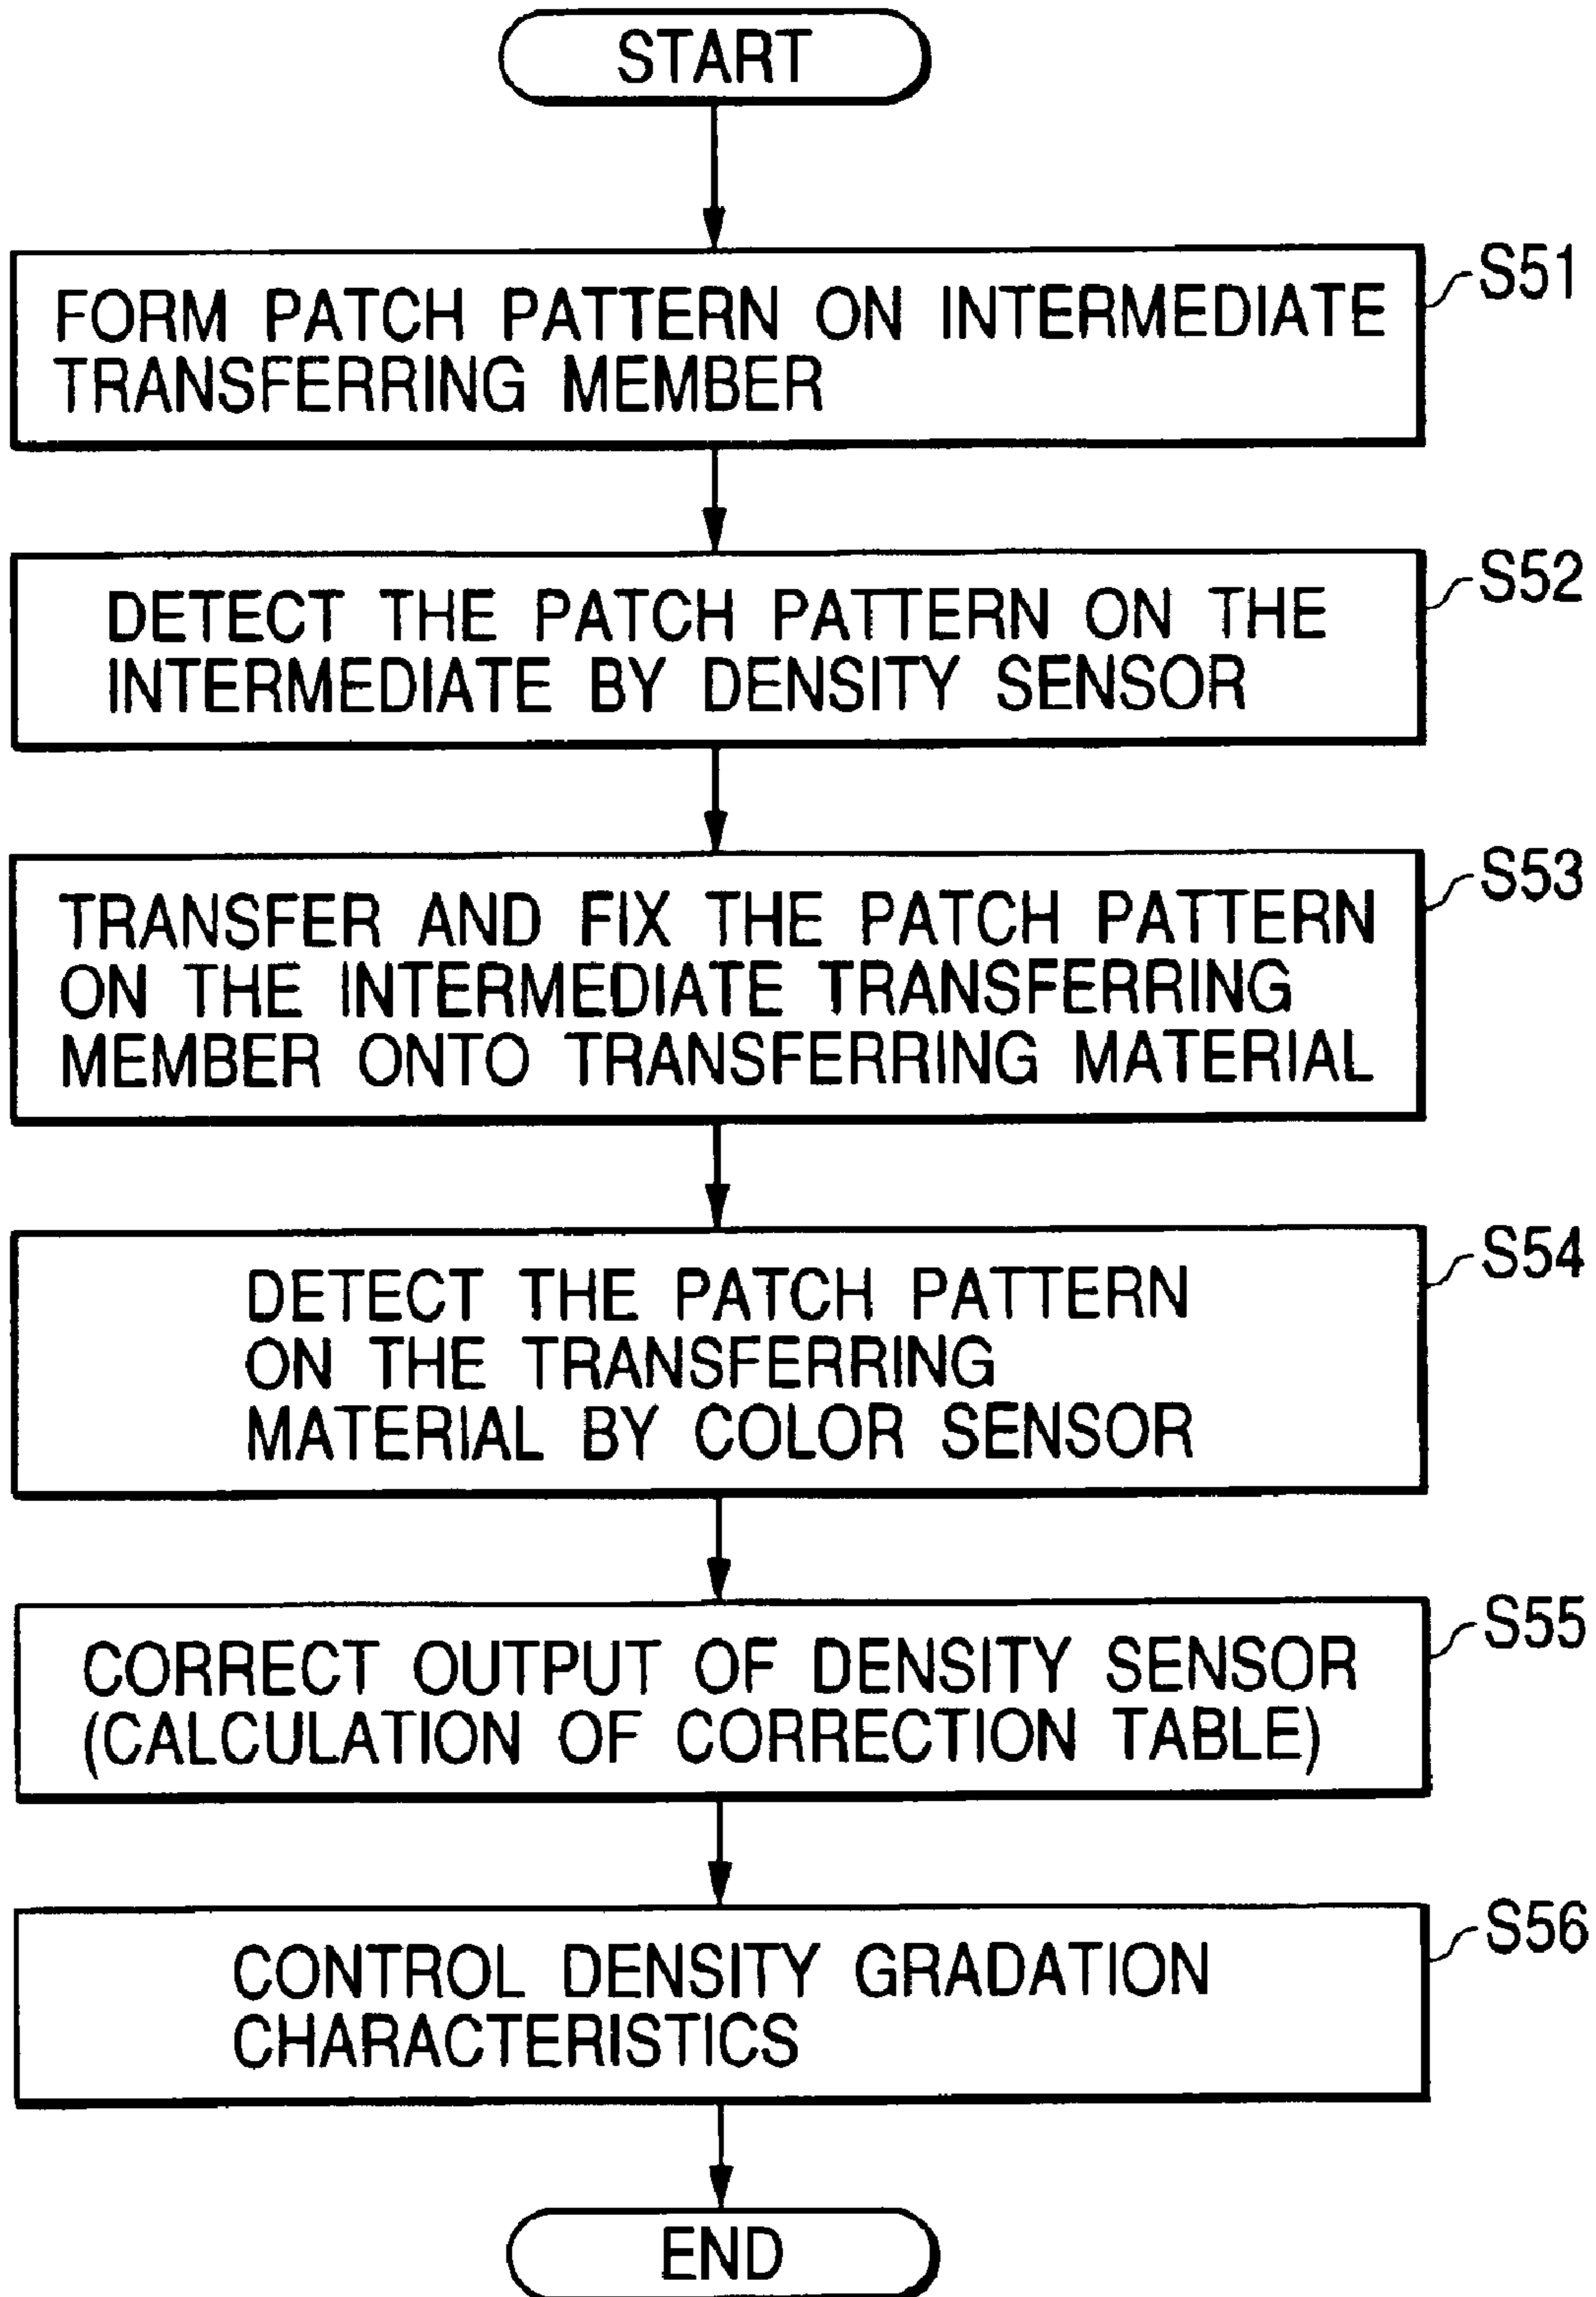 START
S51
FORM PATCH PATTERN ON INTERMEDIATE
TRANSFERRING MEMBER
S52
DETECT THE PATCH PATTERN ON THE
INTERMEDIATE BY DENSITY SENSOR
S53
TRANSFER AND FIX THE PATCH PATTERN
ON THE INTERMEDIATE TRANSFERRING
MEMBER ONTO TRANSFERRING MATERIAL
S54
DETECT THE PATCH PATTERN
ON THE TRANSFERRING
MATERIAL BY COLOR SENSOR
S55
CORRECT OUTPUT OF DENSITY SENSOR
(CALCULATION OF CORRECTION TABLE)
S56
CONTROL DENSITY GRADATION
CHARACTERISTICS
END